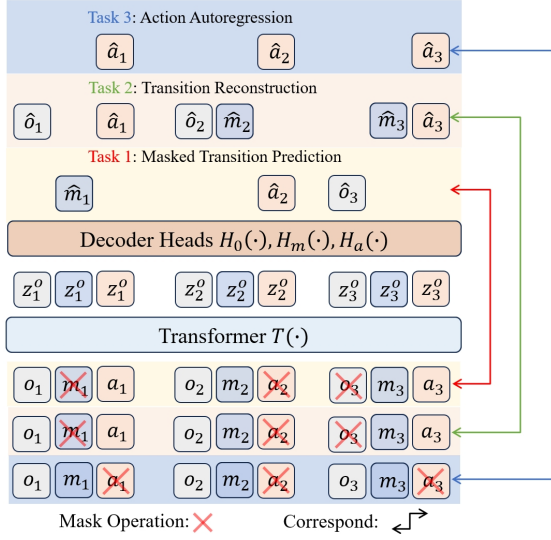 Task 3: Action Autoregression
â₁ â₂ â₃
Task 2: Transition Reconstruction
ô₁ â₁ ô₂ m̂₂ m̂₃ â₃
Task 1: Masked Transition Prediction
m̂₁ â₂ ô₃
Decoder Heads H₀(·), Hₘ(·), Hₐ(·)
z₁ᵒ z₁ᵒ z₁ᵒ z₂ᵒ z₂ᵒ z₂ᵒ z₃ᵒ z₃ᵒ z₃ᵒ
Transformer T(·)
o₁ m₁ a₁ o₂ m₂ a₂ o₃ m₃ a₃
o₁ m₁ a₁ o₂ m₂ a₂ o₃ m₃ a₃
o₁ m₁ a₁ o₂ m₂ a₂ o₃ m₃ a₃
Mask Operation: Correspond: